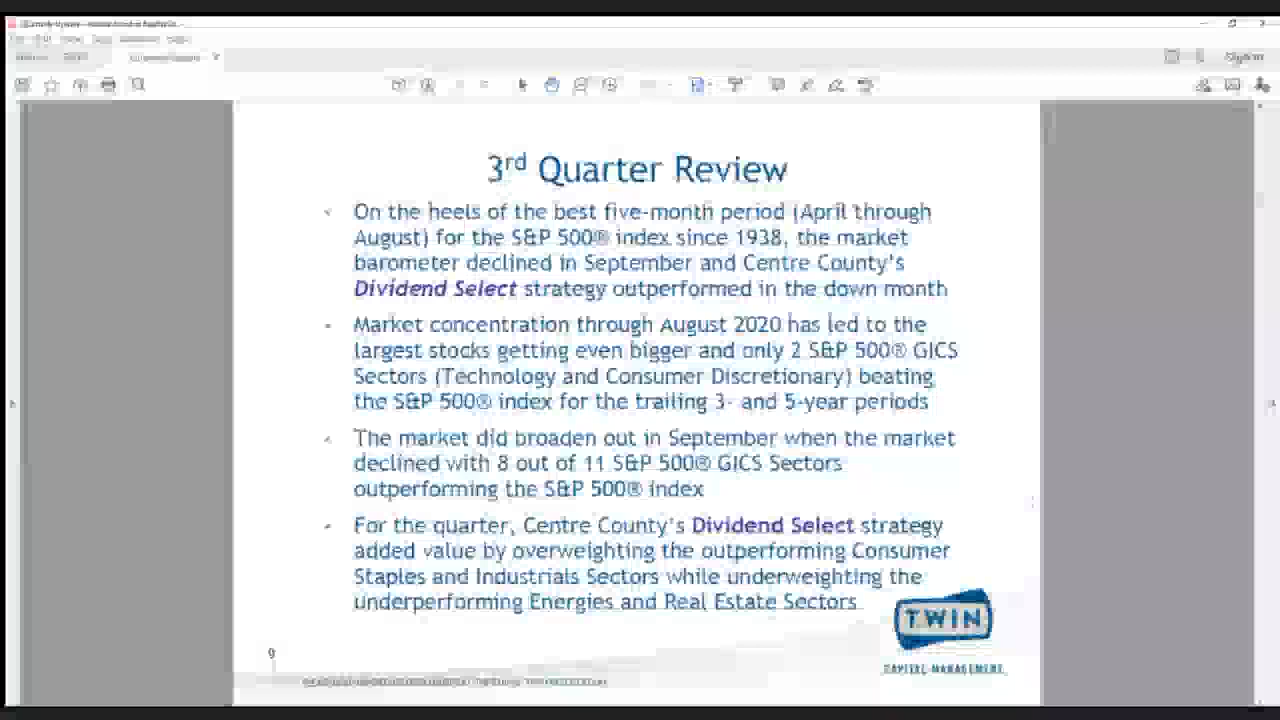 3rd Quarter Review
On the heels of the best five-month period (April through
August) for the S&P 500® index since 1938, the market
barometer declined in September and Centre County's
Dividend Select strategy outperformed in the down month
Market concentration through August 2020 has led to the
largest stocks getting even bigger and only 2 S&P 500® GICS
Sectors (Technology and Consumer Discretionary) beating
the S&P 500® index for the trailing 3- and 5-year periods
The market did broaden out in September when the market
declined with 8 out of 11 S&P 500® GICS Sectors
outperforming the S&P 500® index
For the quarter, Centre County's Dividend Select strategy
added value by overweighting the outperforming Consumer
Staples and Industrials Sectors while underweighting the
underperforming Energies and Real Estate Sectors
TWIN
CAPITAL MANAGEMENT
9